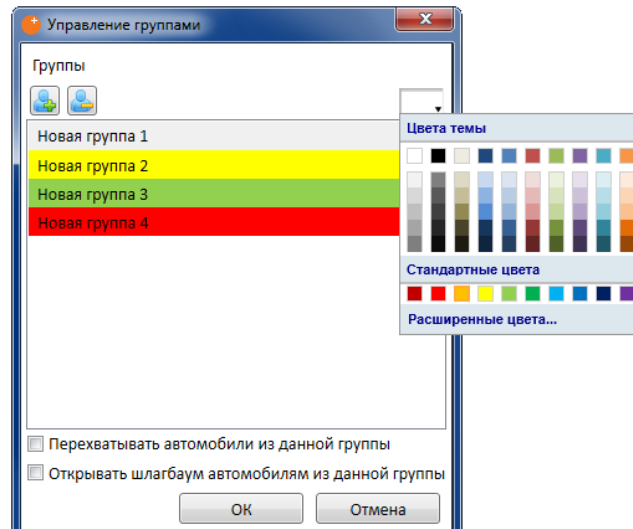 Управление группами
Группы
Цвета темы
Новая группа 1
Новая группа 2
Новая группа 3
Новая группа 4
Стандартные цвета
Расширенные цвета...
Перехватывать автомобили из данной группы
Открывать шлагбаум автомобилям из данной группы
ОК
Отмена